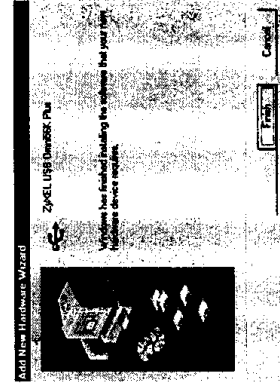 Add New Hardware Wizard
ZyXEL USB Omni56K Plus
Windows has finished installing the software that your new
hardware device requires.
Finish
Cancel